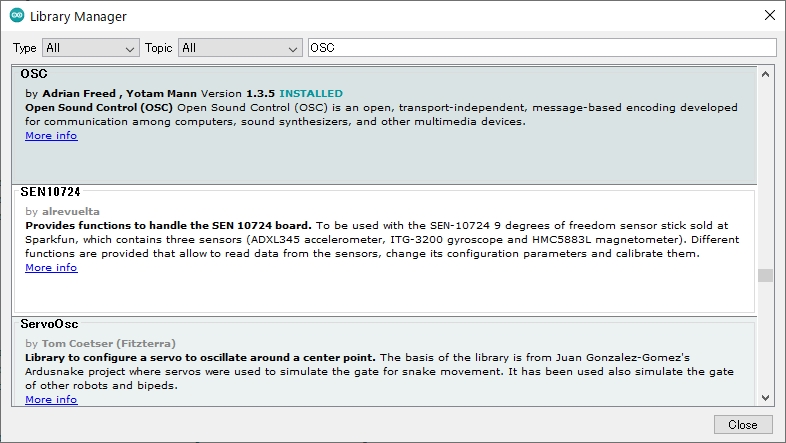 Library Manager
Type All Topic All OSC
OSC
by Adrian Freed , Yotam Mann Version 1.3.5 INSTALLED
Open Sound Control (OSC) Open Sound Control (OSC) is an open, transport-independent, message-based encoding developed
for communication among computers, sound synthesizers, and other multimedia devices.
More info
SEN10724
by alrevuelta
Provides functions to handle the SEN 10724 board. To be used with the SEN-10724 9 degrees of freedom sensor stick sold at
Sparkfun, which contains three sensors (ADXL345 accelerometer, ITG-3200 gyroscope and HMC5883L magnetometer). Different
functions are provided that allow to read data from the sensors, change its configuration parameters and calibrate them.
More info
ServoOsc
by Tom Coetser (Fitzterra)
Library to configure a servo to oscillate around a center point. The basis of the library is from Juan Gonzalez-Gomez's
Ardusnake project where servos were used to simulate the gate for snake movement. It has been used also simulate the gate
of other robots and bipeds.
More info
Close